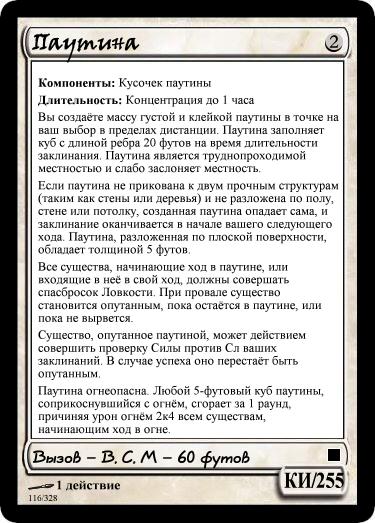 Паутина 2
Компоненты: Кусочек паутины
Длительность: Концентрация до 1 часа
Вы создаёте массу густой и клейкой паутины в точке на
ваш выбор в пределах дистанции. Паутина заполняет
куб с длиной ребра 20 футов на время длительности
заклинания. Паутина является труднопроходимой
местностью и слабо заслоняет местность.
Если паутина не прикована к двум прочным структурам
(таким как стены или деревья) и не разложена по полу,
стене или потолку, созданная паутина опадает сама, и
заклинание оканчивается в начале вашего следующего
хода. Паутина, разложенная по плоской поверхности,
обладает толщиной 5 футов.
Все существа, начинающие ход в паутине, или
входящие в неё в свой ход, должны совершать
спасбросок Ловкости. При провале существо
становится опутанным, пока остаётся в паутине, или
пока не вырвется.
Существо, опутанное паутиной, может действием
совершить проверку Силы против Сл ваших
заклинаний. В случае успеха оно перестаёт быть
опутанным.
Паутина огнеопасна. Любой 5-футовый куб паутины,
соприкоснувшийся с огнём, сгорает за 1 раунд,
причиняя урон огнём 2к4 всем существам,
начинающим ход в огне.
Вызов – В, С, М – 60 футов
1 действие
КИ/255
116/328